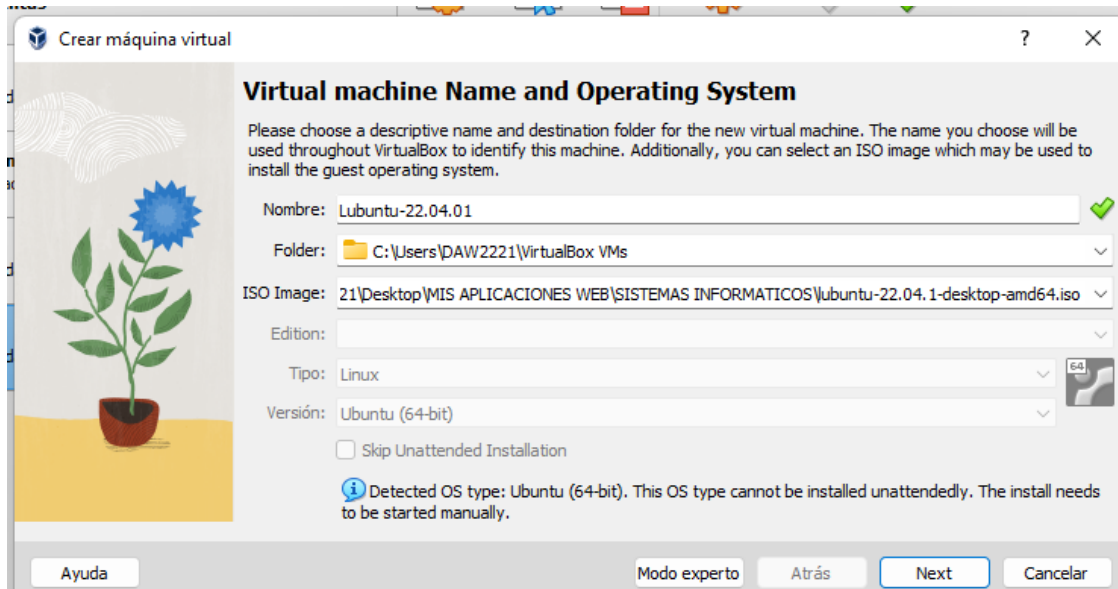 Crear máquina virtual
?
Virtual machine Name and Operating System
Please choose a descriptive name and destination folder for the new virtual machine. The name you choose will be
used throughout VirtualBox to identify this machine. Additionally, you can select an ISO image which may be used to
install the guest operating system.
Nombre: Lubuntu-22.04.01
Folder: C:\Users\DAW2221\VirtualBox VMs
ISO Image: 21\Desktop\MIS APLICACIONES WEB\SISTEMAS INFORMATICOS\lubuntu-22.04.1-desktop-amd64.iso
Edition:
Tipo: Linux
64
Versión: Ubuntu (64-bit)
Skip Unattended Installation
Detected OS type: Ubuntu (64-bit). This OS type cannot be installed unattendedly. The install needs
to be started manually.
Ayuda Modo experto Atrás Next Cancelar